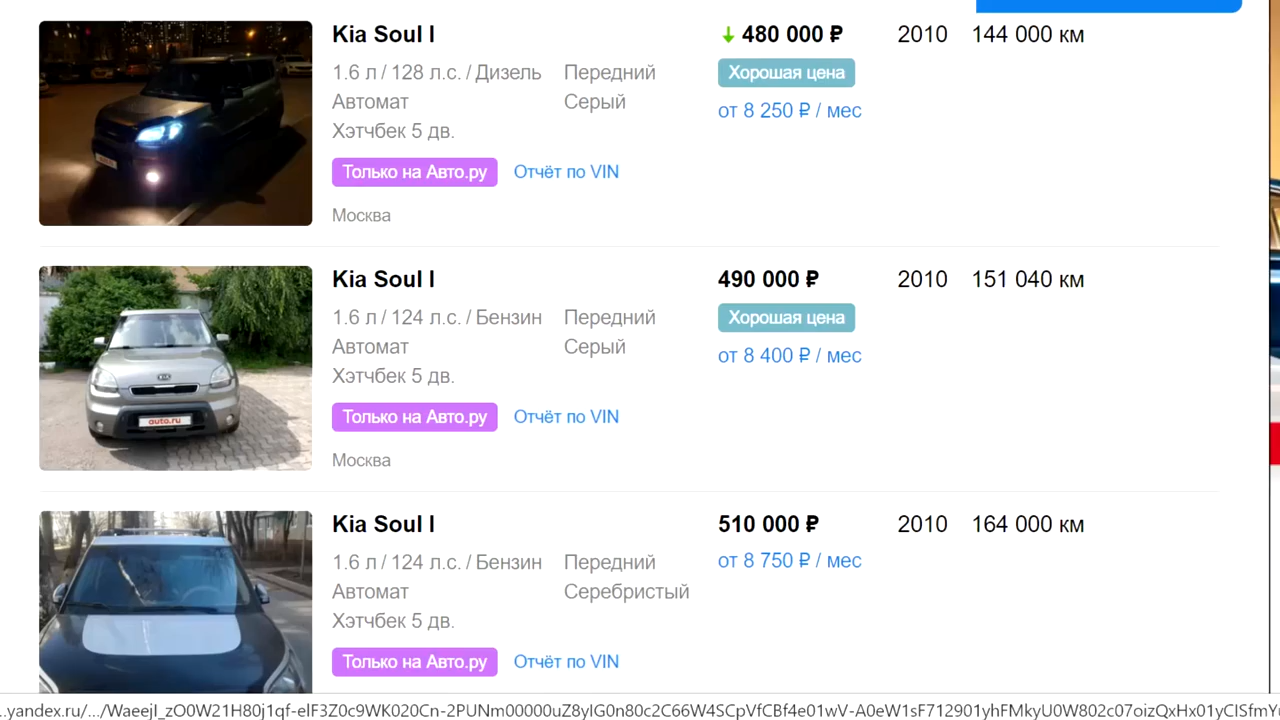 Kia Soul I
480 000 ₽
2010
144 000 км
1.6 л / 128 л.с. / Дизель
Передний
Хорошая цена
Автомат
Серый
от 8 250 ₽ / мес
Хэтчбек 5 дв.
Только на Авто.ру
Отчёт по VIN
Москва
Kia Soul I
490 000 ₽
2010
151 040 км
1.6 л / 124 л.с. / Бензин
Передний
Хорошая цена
Автомат
Серый
от 8 400 ₽ / мес
Хэтчбек 5 дв.
auto.ru
Только на Авто.ру
Отчёт по VIN
Москва
Kia Soul I
510 000 ₽
2010
164 000 км
1.6 л / 124 л.с. / Бензин
Передний
от 8 750 ₽ / мес
Автомат
Серебристый
Хэтчбек 5 дв.
Только на Авто.ру
Отчёт по VIN
.yandex.ru/.../